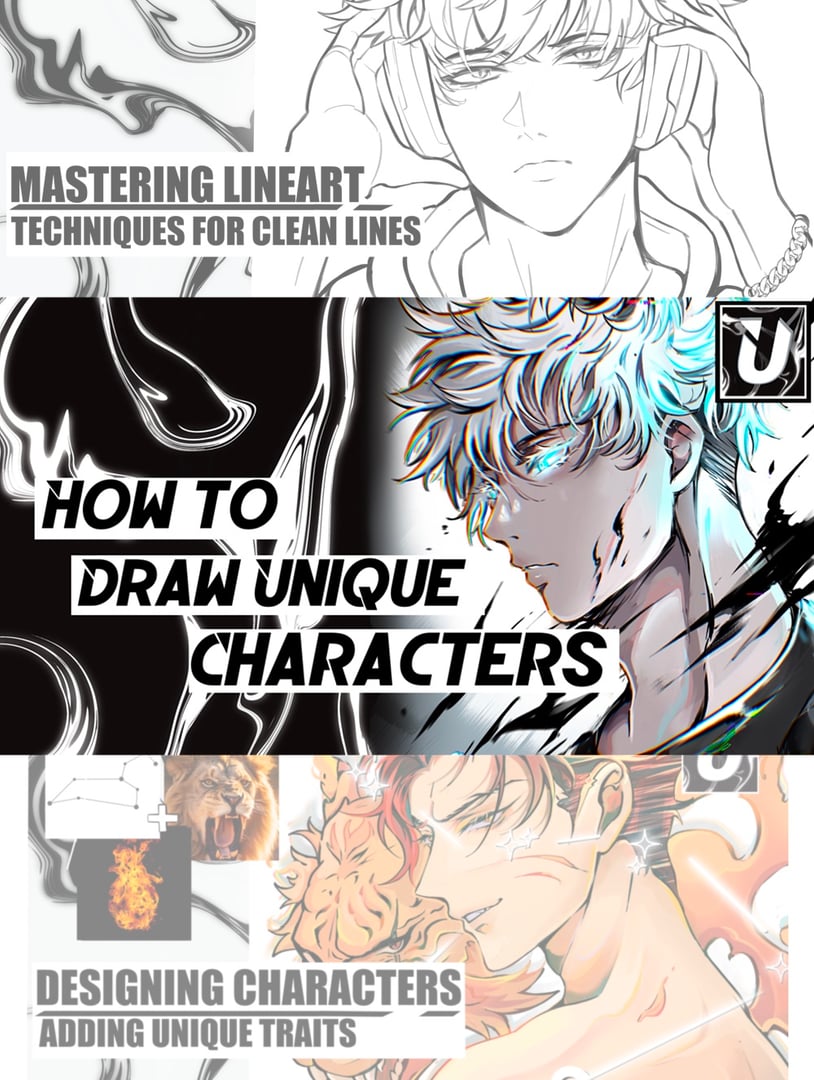 MASTERING LINEART
TECHNIQUES FOR CLEAN LINES
U
HOW TO
DRAW UNIQUE
CHARACTERS
U
DESIGNING CHARACTERS
ADDING UNIQUE TRAITS